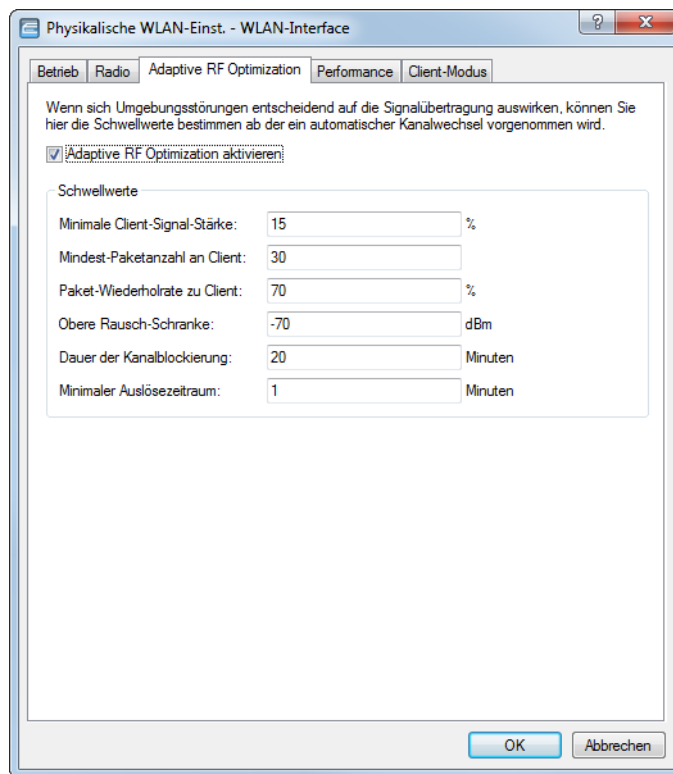 Physikalische WLAN-Einst. - WLAN-Interface
Betrieb Radio Adaptive RF Optimization Performance Client-Modus
Wenn sich Umgebungsstörungen entscheidend auf die Signalübertragung auswirken, können Sie
hier die Schwellwerte bestimmen ab der ein automatischer Kanalwechsel vorgenommen wird.
Adaptive RF Optimization aktivieren
Schwellwerte
Minimale Client-Signal-Stärke: 15 %
Mindest-Paketanzahl an Client: 30
Paket-Wiederholrate zu Client: 70 %
Obere Rausch-Schranke: -70 dBm
Dauer der Kanalblockierung: 20 Minuten
Minimaler Auslösezeitraum: 1 Minuten
OK Abbrechen